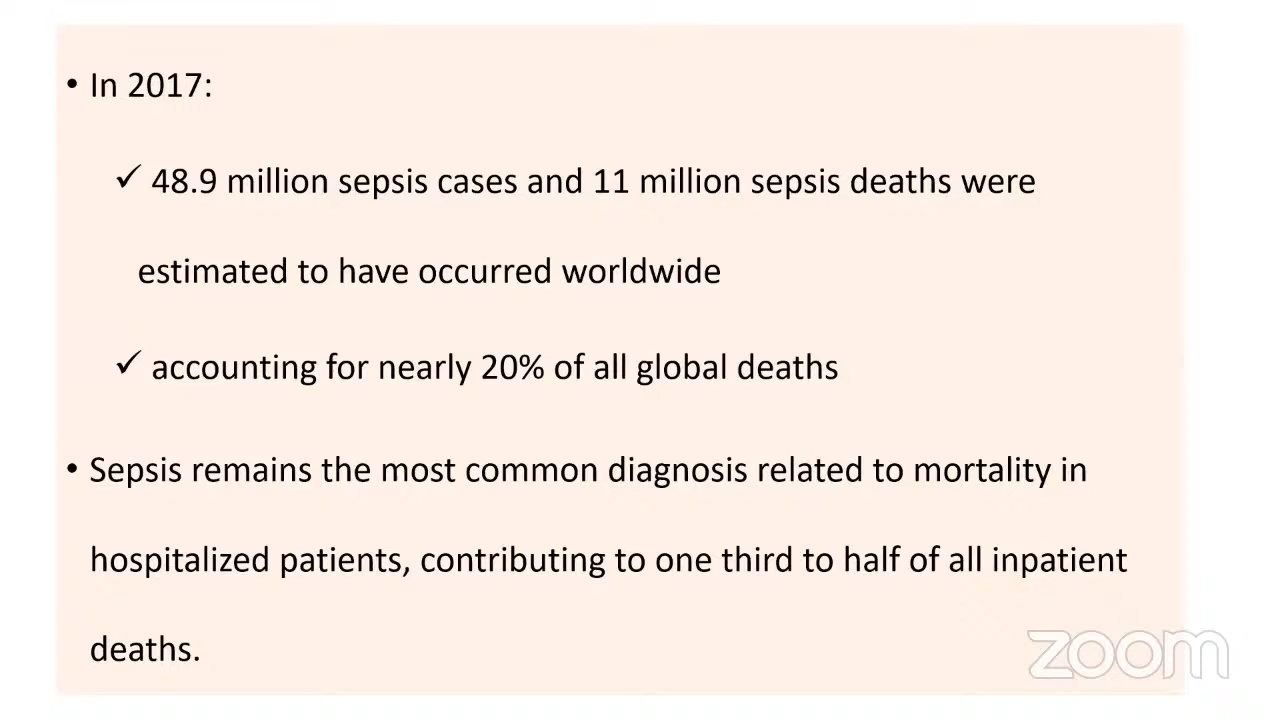 • In 2017:
✓ 48.9 million sepsis cases and 11 million sepsis deaths were
estimated to have occurred worldwide
✓ accounting for nearly 20% of all global deaths
• Sepsis remains the most common diagnosis related to mortality in
hospitalized patients, contributing to one third to half of all inpatient
deaths.
zoom